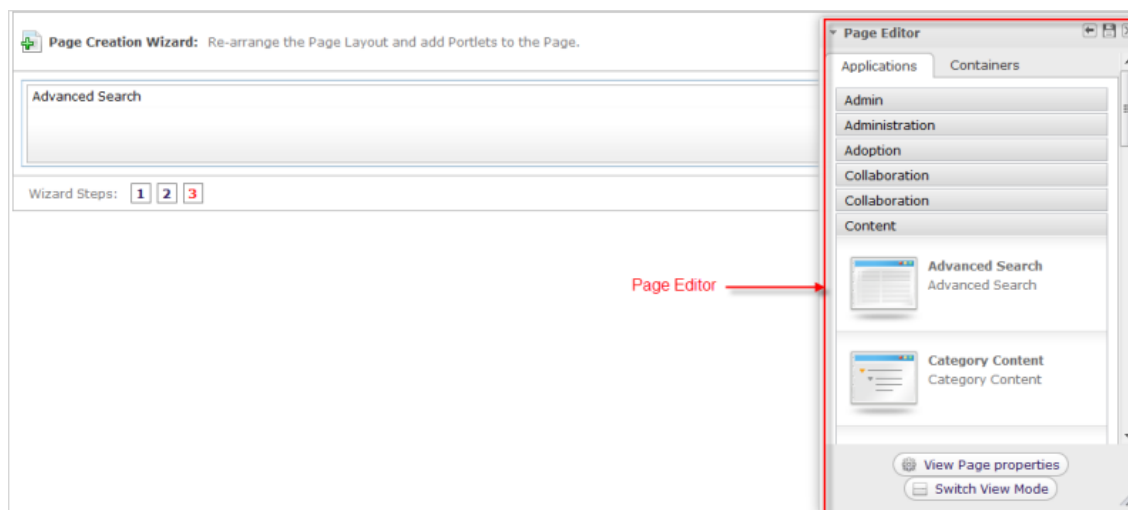 Page Creation Wizard: Re-arrange the Page Layout and add Portlets to the Page.
Advanced Search
Wizard Steps: 1 2 3
Page Editor
Page Editor
Applications Containers
Admin
Administration
Adoption
Collaboration
Collaboration
Content
Advanced Search
Advanced Search
Category Content
Category Content
View Page properties
Switch View Mode